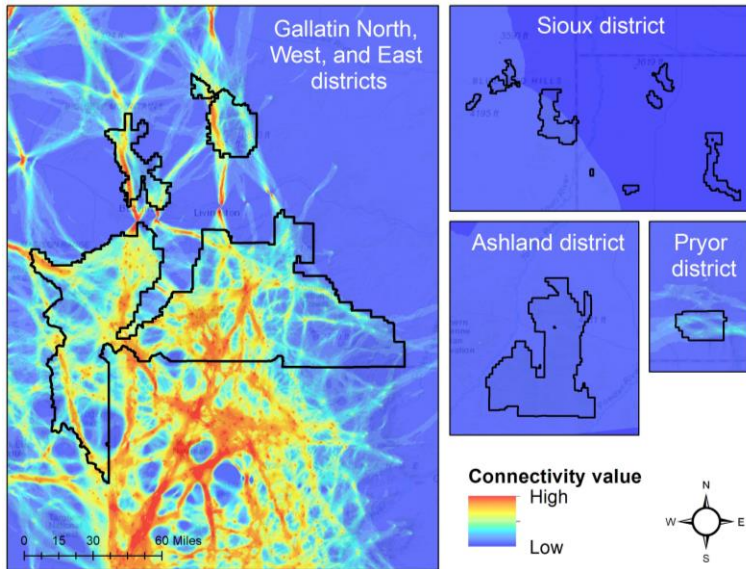 Gallatin North,
West, and East
districts
Sioux district
Ashland district
Pryor
district
Connectivity value
High
Low
N
W E
S
0 15 30 60 Miles